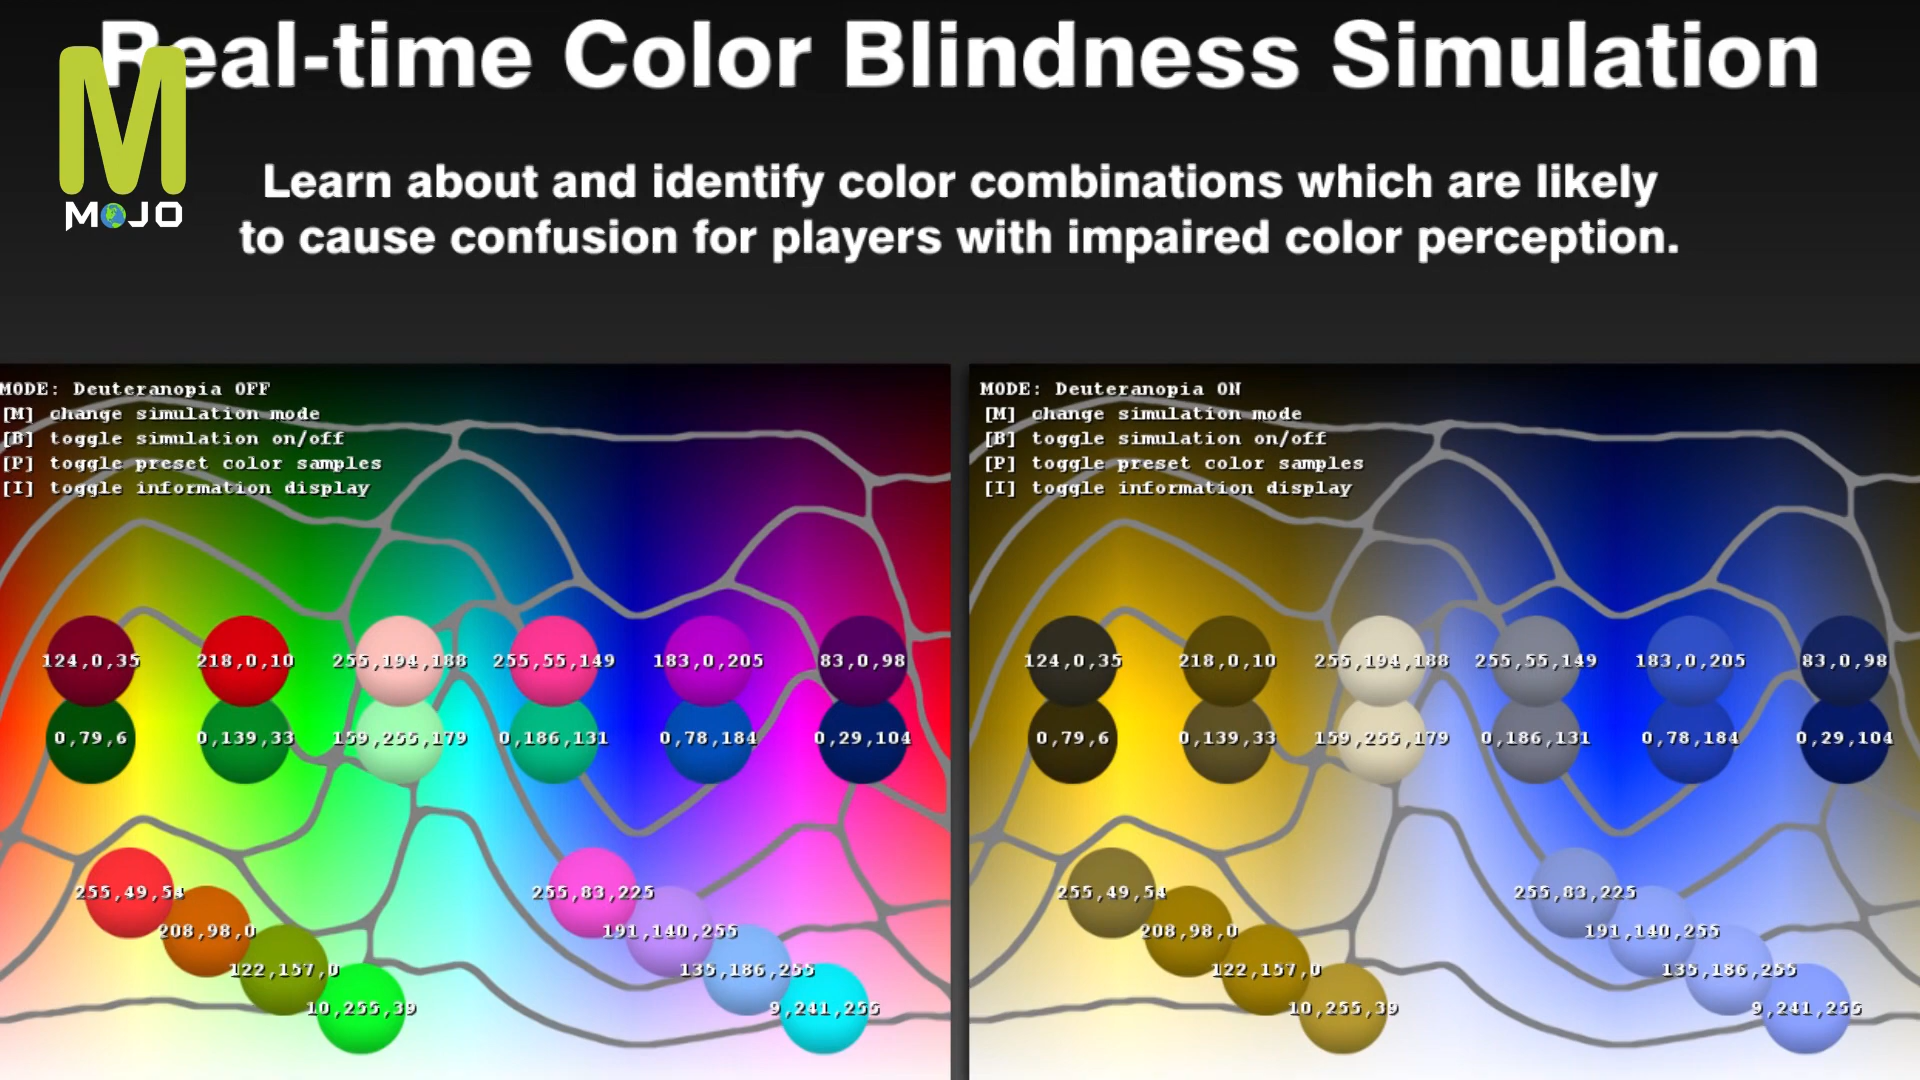 Real-time Color Blindness Simulation
M
MOJO
Learn about and identify color combinations which are likely
to cause confusion for players with impaired color perception.
MODE: Deuteranopia OFF
[M] change simulation mode
[B] toggle simulation on/off
[P] toggle preset color samples
[I] toggle information display
124,0,35 218,0,10 255,194,188 255,55,149 183,0,205 83,0,98
0,79,6 0,139,33 159,255,179 0,186,131 0,78,184 0,29,104
255,49,54 255,83,225
208,98,0 191,140,255
122,157,0 135,186,255
10,255,39 9,241,255
MODE: Deuteranopia ON
[M] change simulation mode
[B] toggle simulation on/off
[P] toggle preset color samples
[I] toggle information display
124,0,35 218,0,10 255,194,188 255,55,149 183,0,205 83,0,98
0,79,6 0,139,33 159,255,179 0,186,131 0,78,184 0,29,104
255,49,54 255,83,225
208,98,0 191,140,255
122,157,0 135,186,255
10,255,39 9,241,255